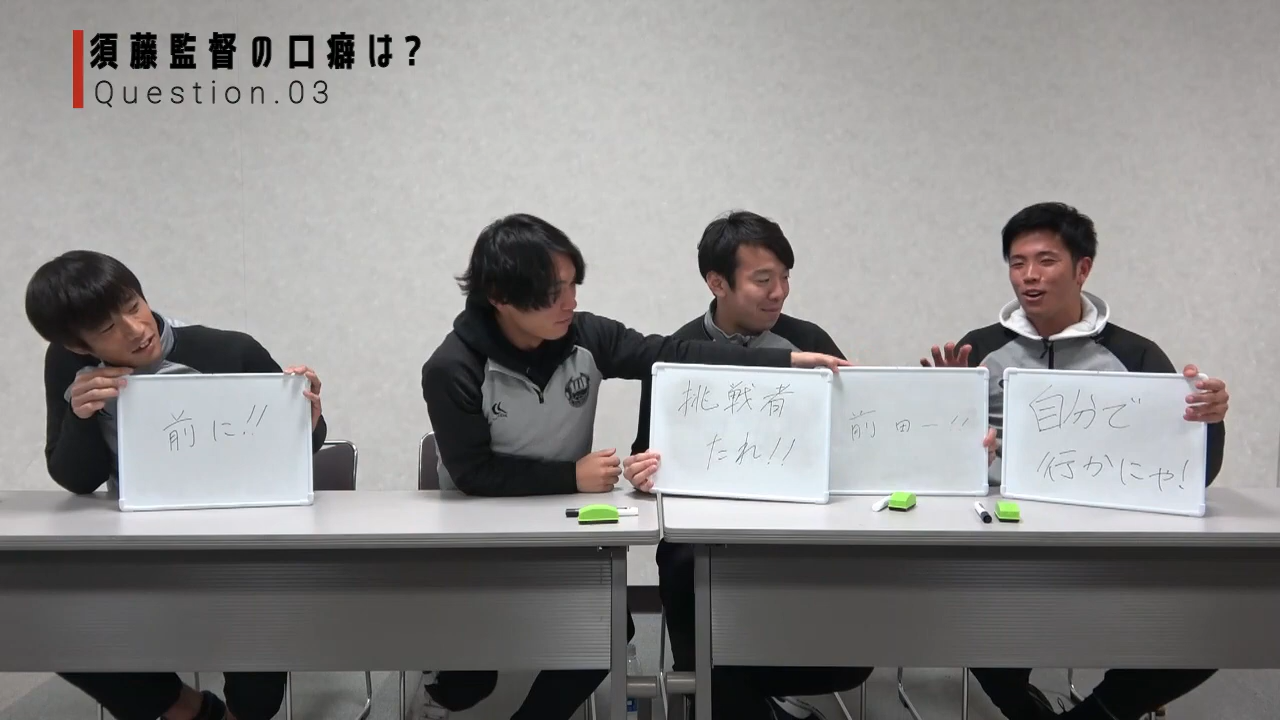 須藤監督の口癖は?
Question.03
前に!!
挑戦者
たれ!!
前田一!!
自分で
行かにゃ!